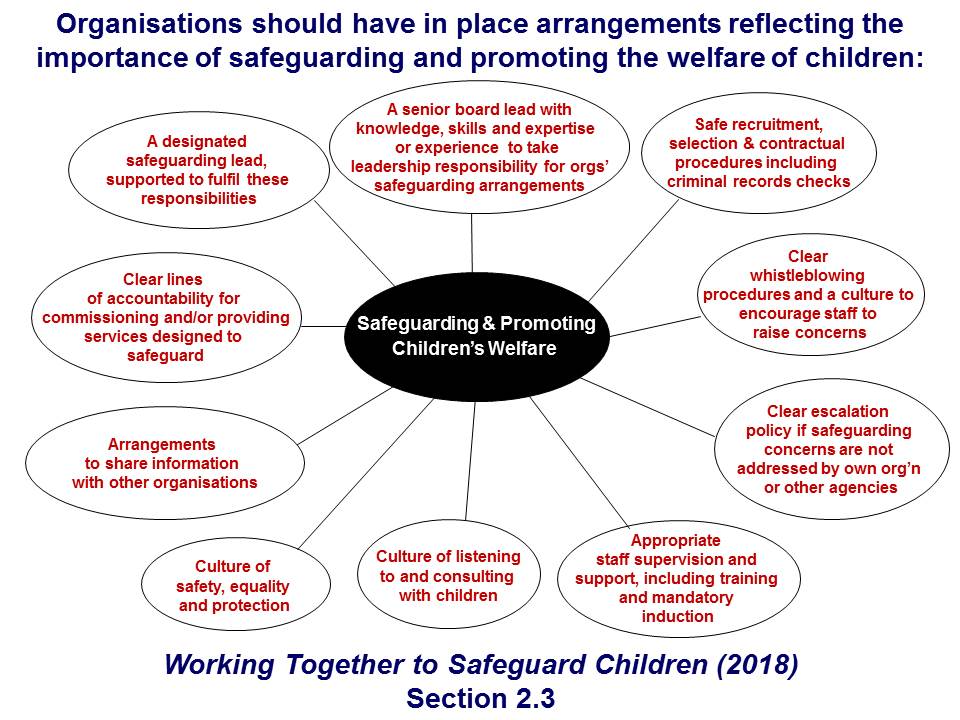 Organisations should have in place arrangements reflecting the
importance of safeguarding and promoting the welfare of children:
A designated
safeguarding lead,
supported to fulfil these
responsibilities
A senior board lead with
knowledge, skills and expertise
or experience to take
leadership responsibility for orgs'
safeguarding arrangements
Safe recruitment,
selection & contractual
procedures including
criminal records checks
Clear lines
of accountability for
commissioning and/or providing
services designed to
safeguard
Safeguarding & Promoting
Children's Welfare
Clear
whistleblowing
procedures and a culture to
encourage staff to
raise concerns
Arrangements
to share information
with other organisations
Clear escalation
policy if safeguarding
concerns are not
addressed by own org'n
or other agencies
Culture of
safety, equality
and protection
Culture of listening
to and consulting
with children
Appropriate
staff supervision and
support, including training
and mandatory
induction
Working Together to Safeguard Children (2018)
Section 2.3